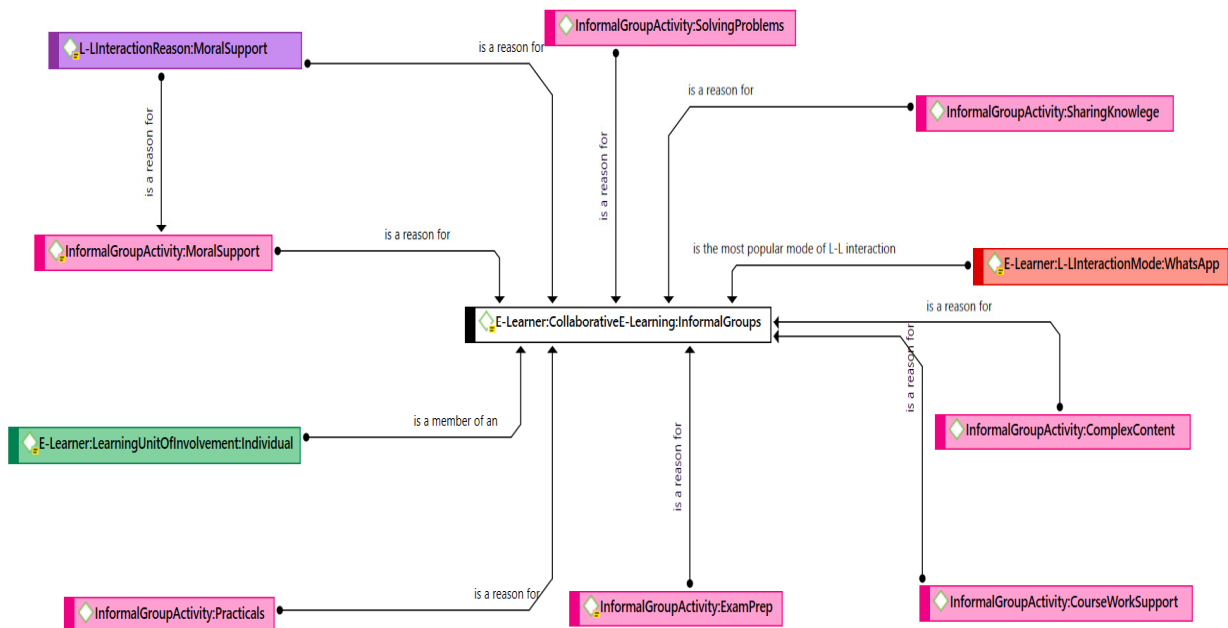 InformalGroupActivity:SolvingProblems
L-LInteractionReason:MoralSupport
is a reason for
is a reason for
InformalGroupActivity:SharingKnowlege
is a reason for
is a reason for
InformalGroupActivity:MoralSupport
is a reason for
is the most popular mode of L-L interaction
E-Learner:L-LInteractionMode:WhatsApp
E-Learner:CollaborativeE-Learning:InformalGroups
is a reason for
is a reason for
is a member of an
InformalGroupActivity:ComplexContent
E-Learner:LearningUnitOfInvolvement:Individual
is a reason for
is a reason for
InformalGroupActivity:Practicals
InformalGroupActivity:ExamPrep
InformalGroupActivity:CourseWorkSupport